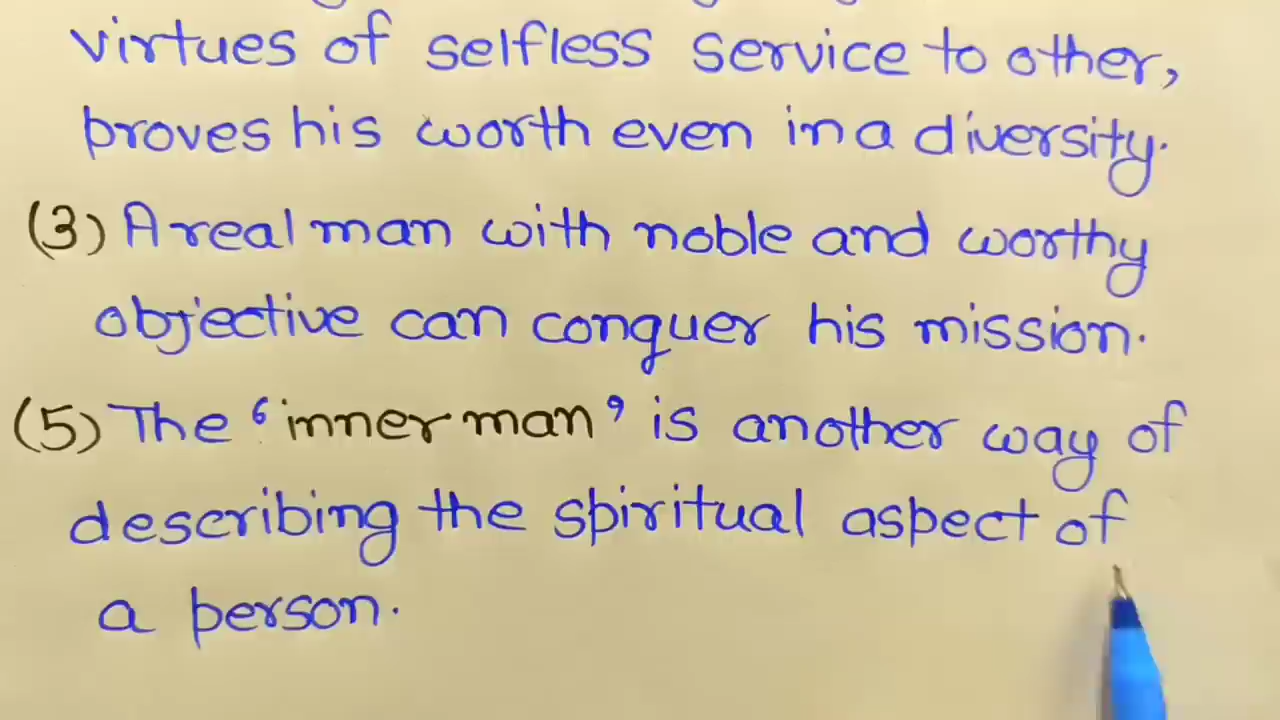 virtues of selfless service to other,
proves his worth even in a diversity.
(3) A real man with noble and worthy
objective can conquer his mission.
(5) The 'inner man' is another way of
describing the spiritual aspect of
a person.